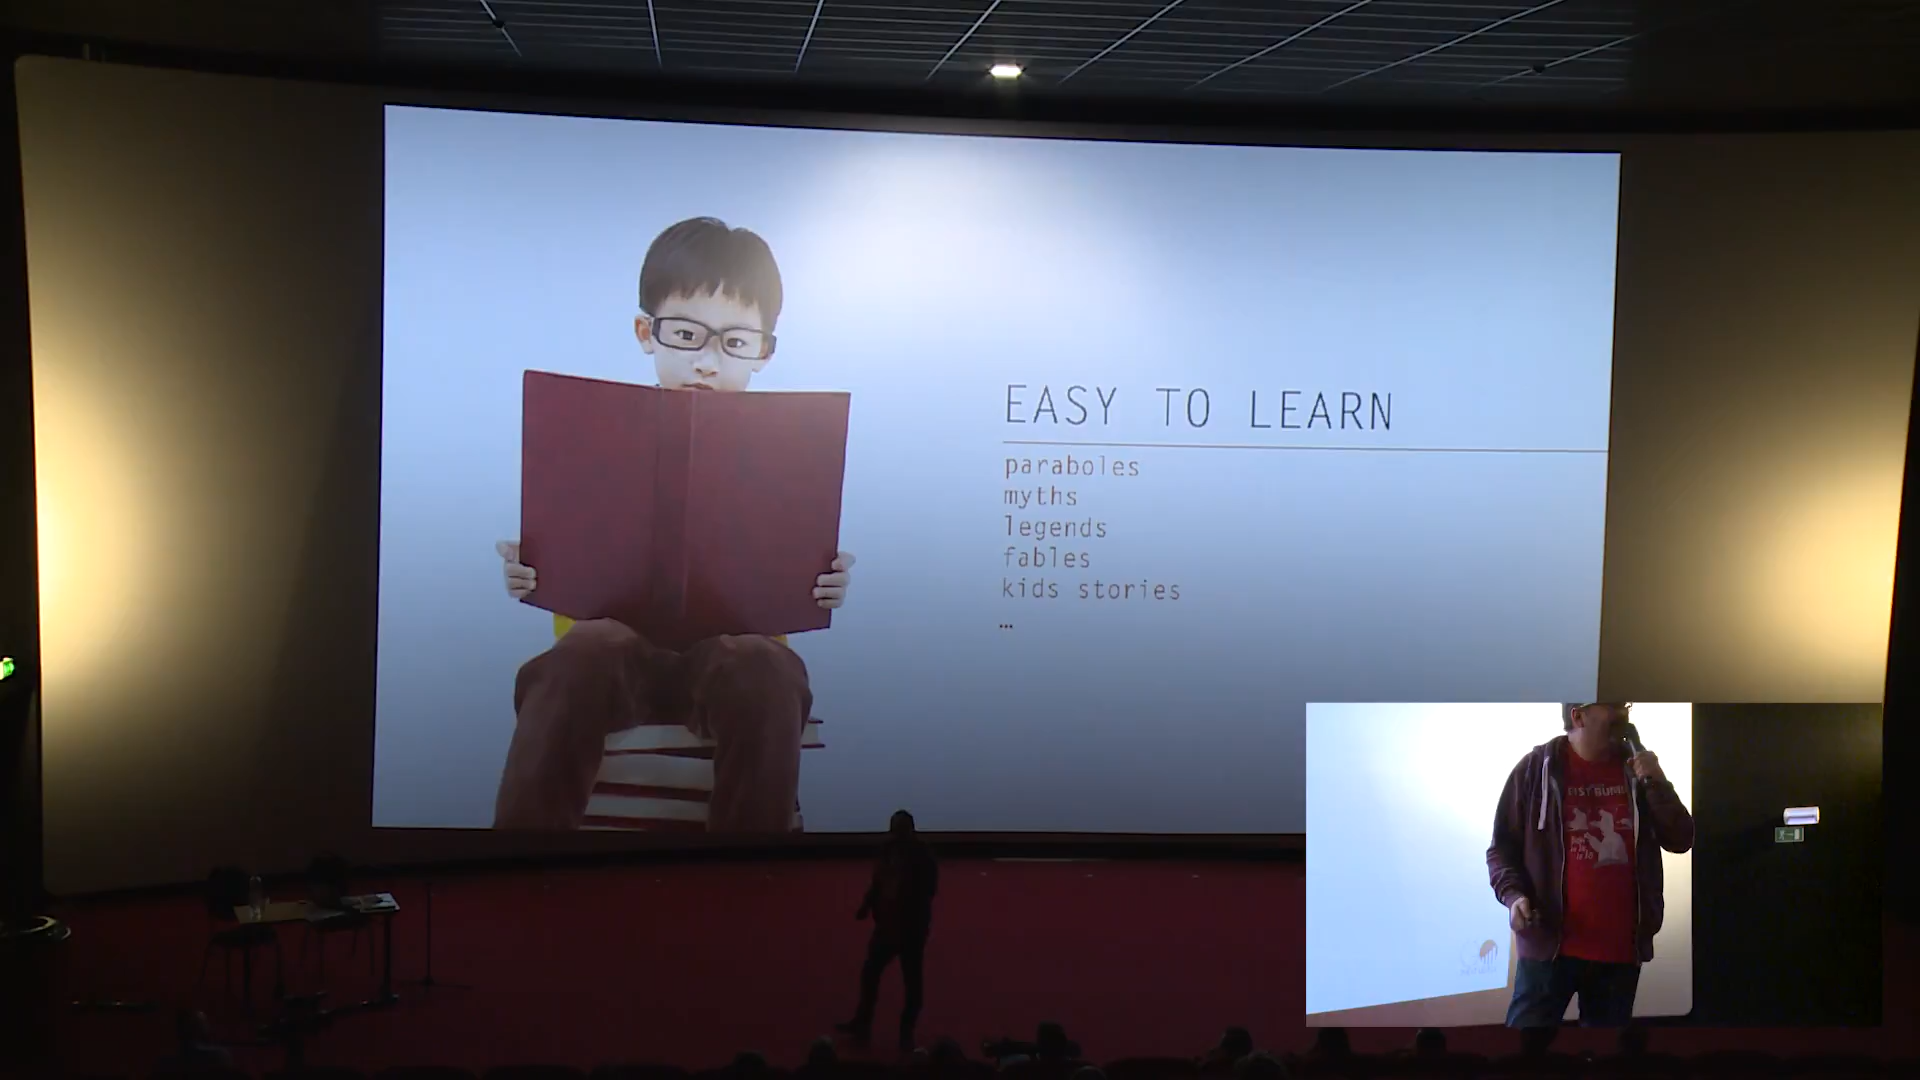 EASY TO LEARN
paraboles
myths
legends
fables
kids stories
...